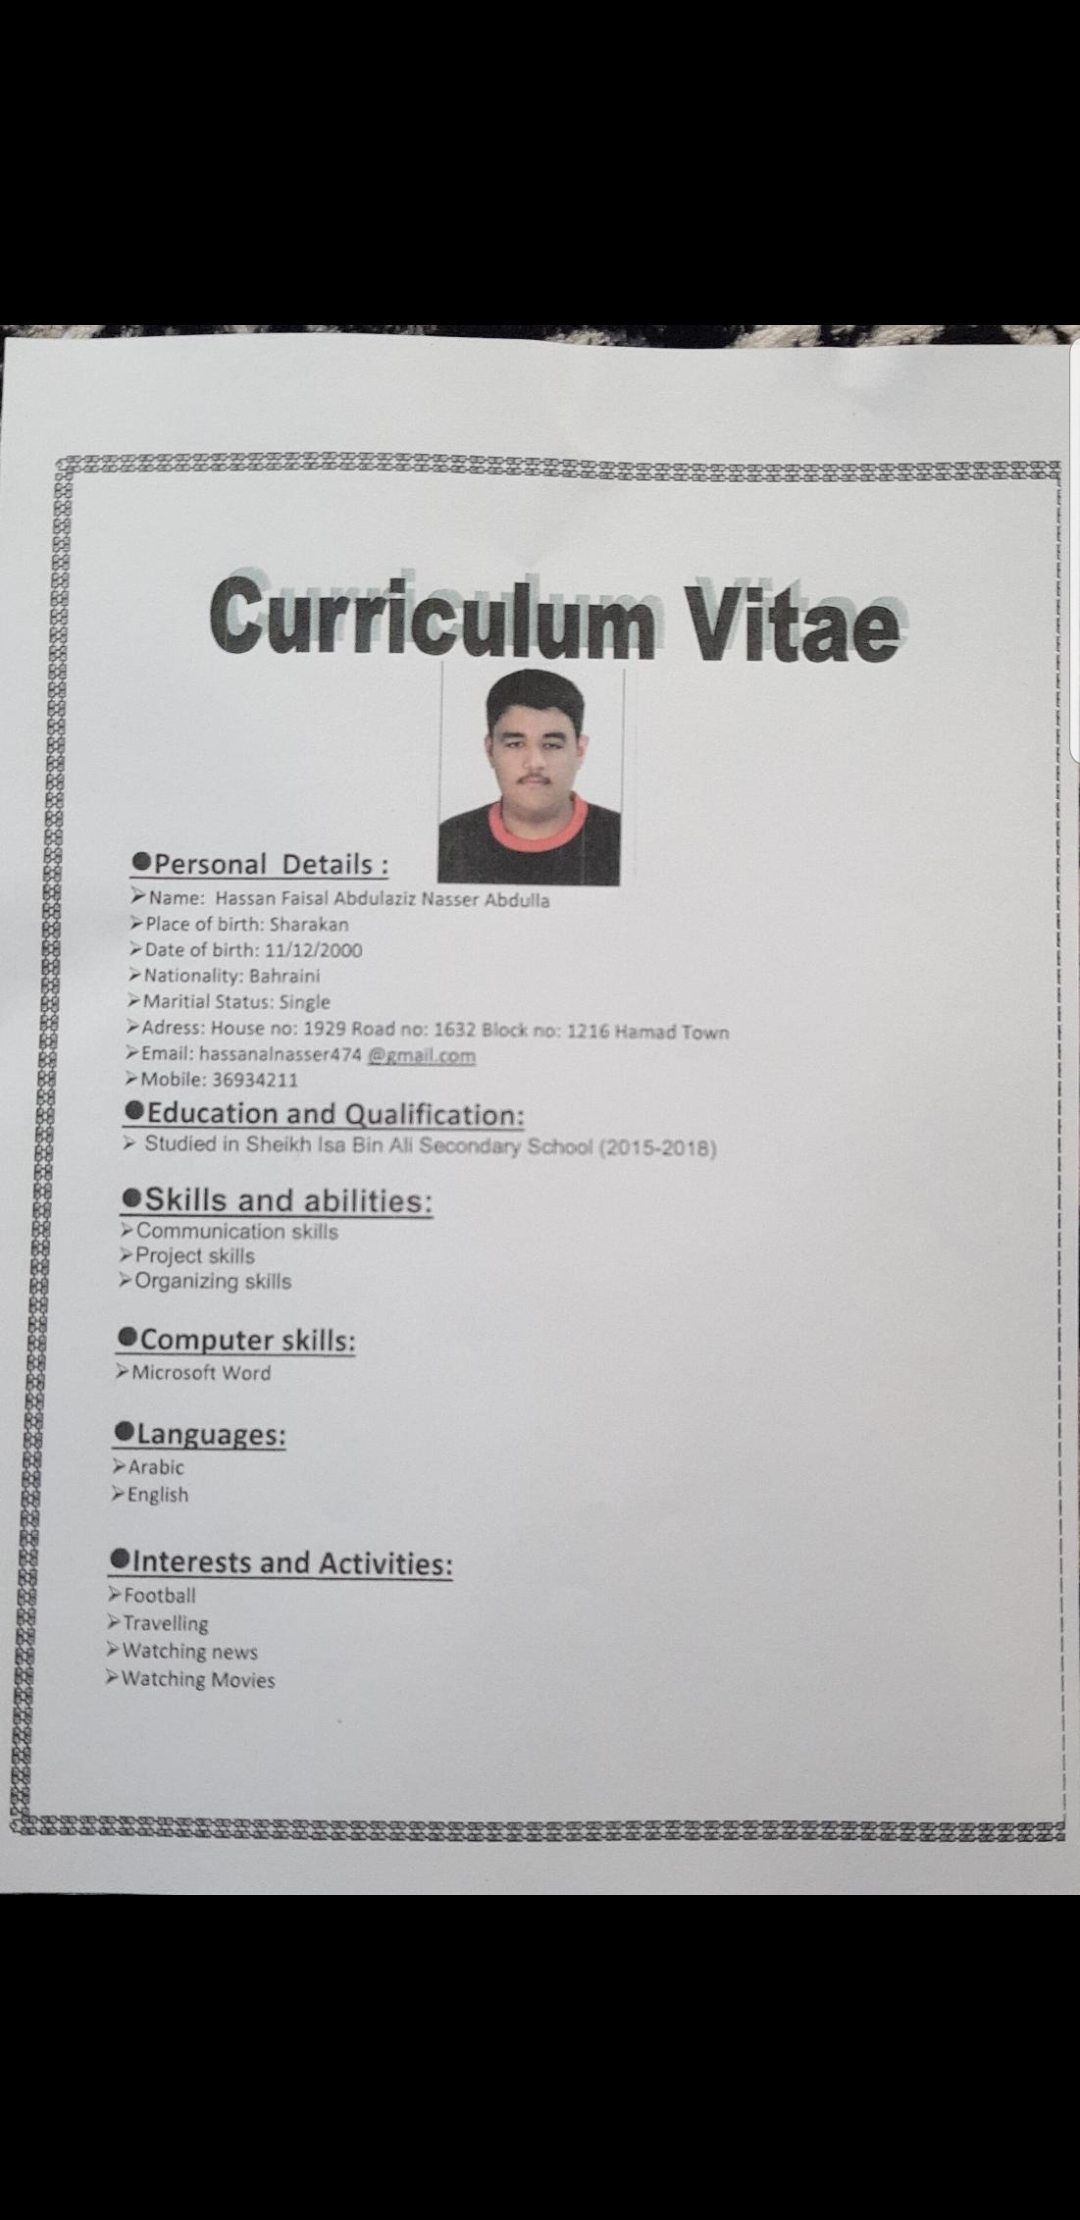 Curriculum Vitae
Personal Details :
Name: Hassan Faisal Abdulaziz Nasser Abdulla
Place of birth: Sharakan
Date of birth: 11/12/2000
Nationality: Bahraini
Maritial Status: Single
Adress: House no: 1929 Road no: 1632 Block no: 1216 Hamad Town
Email: hassanalnasser474 @gmail.com
Mobile: 36934211
Education and Qualification:
Studied in Sheikh Isa Bin Ali Secondary School (2015-2018)
Skills and abilities:
Communication skills
Project skills
Organizing skills
Computer skills:
Microsoft Word
Languages:
Arabic
English
Interests and Activities:
Football
Travelling
Watching news
Watching Movies